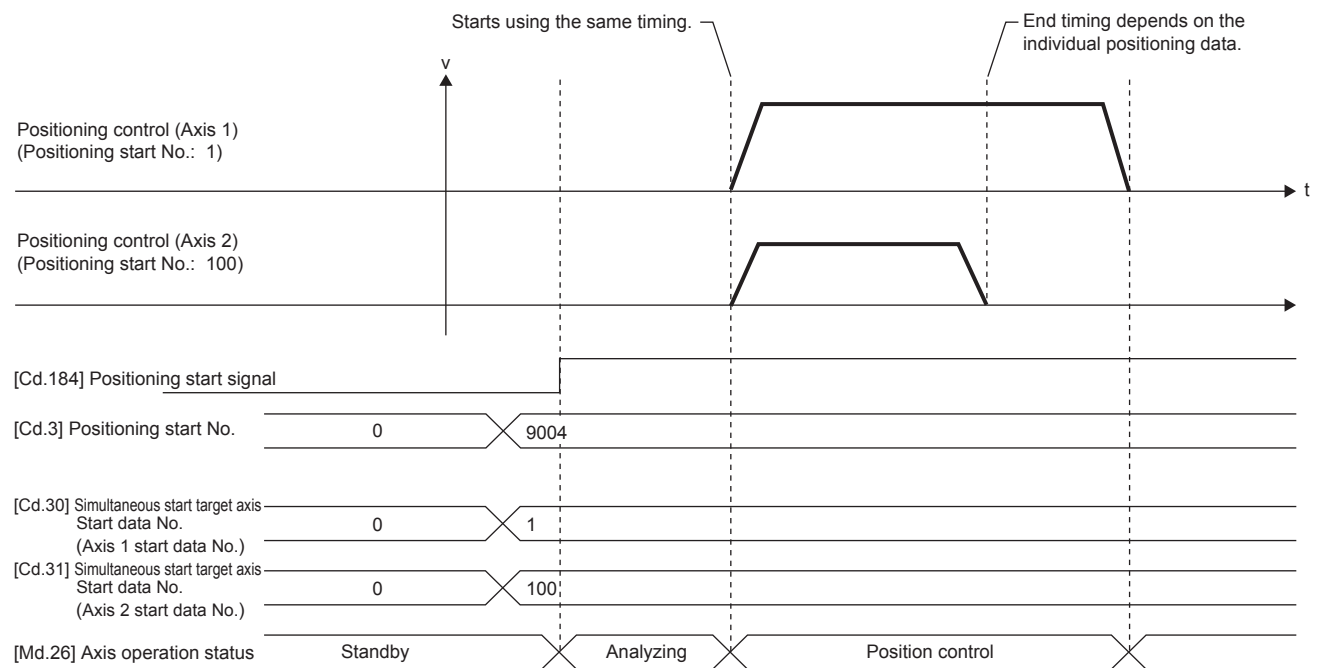 Starts using the same timing.
End timing depends on the
individual positioning data.
v
Positioning control (Axis 1)
(Positioning start No.: 1)
t
Positioning control (Axis 2)
(Positioning start No.: 100)
[Cd.184] Positioning start signal
[Cd.3] Positioning start No.
0
9004
[Cd.30] Simultaneous start target axis
Start data No.
(Axis 1 start data No.)
0
1
[Cd.31] Simultaneous start target axis
Start data No.
(Axis 2 start data No.)
0
100
[Md.26] Axis operation status
Standby
Analyzing
Position control